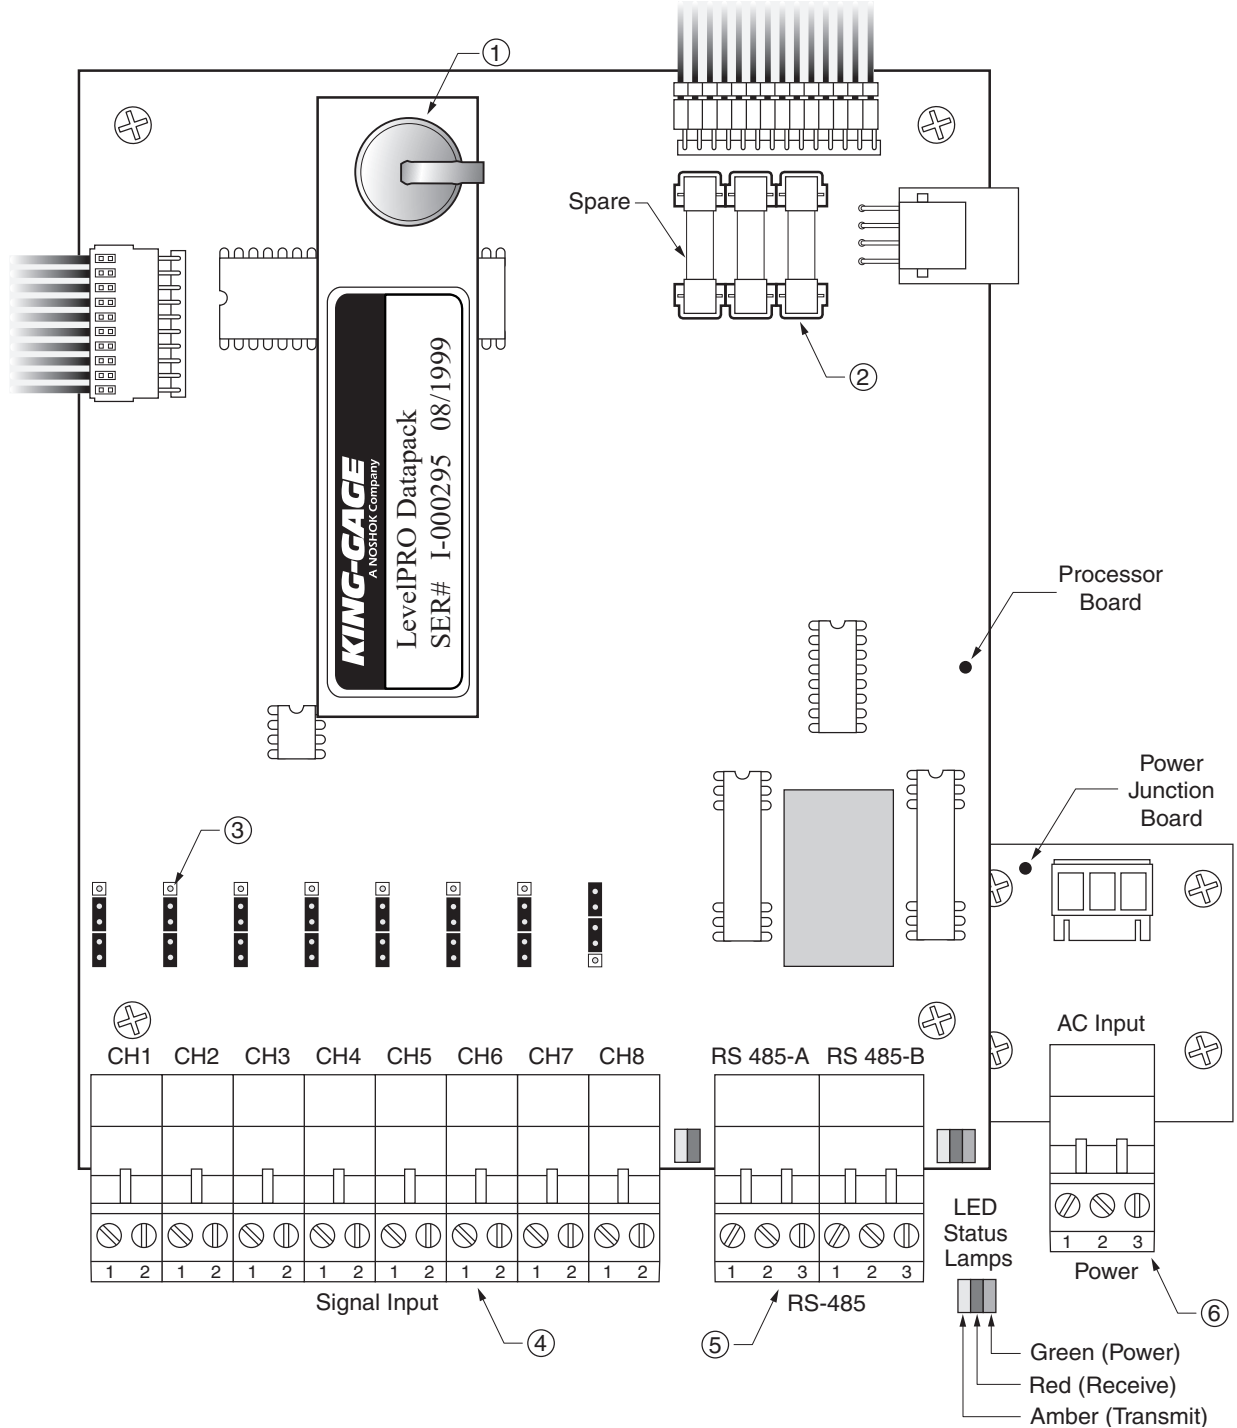 1
Spare
2
KING-GAGE
A NOSHOK Company
LevelPRO Datapack
SER# I-000295 08/1999
Processor
Board
Power
Junction
Board
3
AC Input
CH1 CH2 CH3 CH4 CH5 CH6 CH7 CH8 RS 485-A RS 485-B
LED
Status
Lamps
1 2 1 2 1 2 1 2 1 2 1 2 1 2 1 2 1 2 3 1 2 3
1 2 3
Signal Input
RS-485
Power
4
5
6
Green (Power)
Red (Receive)
Amber (Transmit)